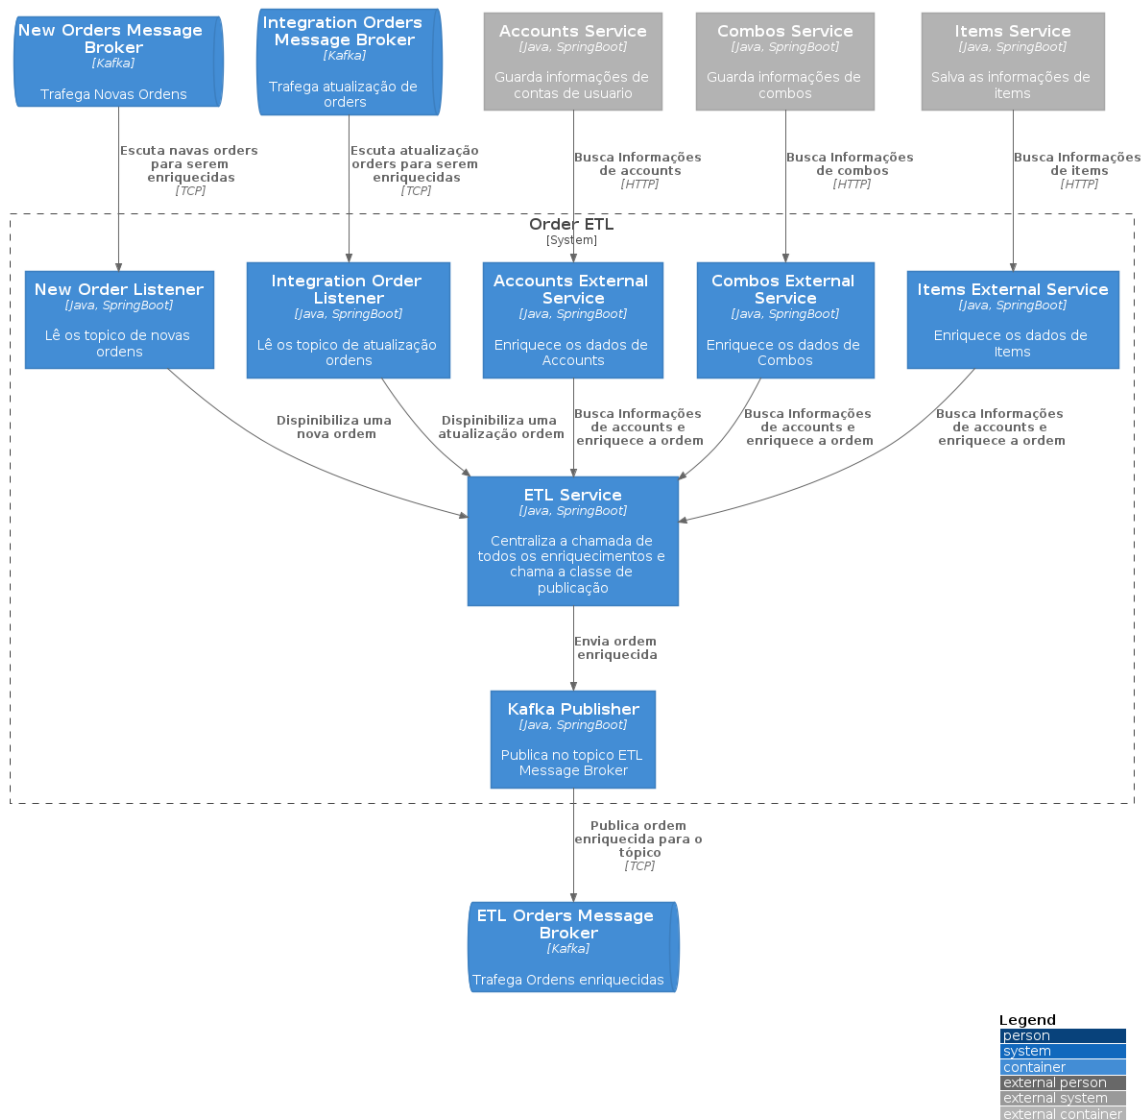 New Orders Message
Broker
[Kafka]
Trafega Novas Ordens
Integration Orders
Message Broker
[Kafka]
Trafega atualização de
orders
Accounts Service
[Java, SpringBoot]
Guarda informações de
contas de usuario
Combos Service
[Java, SpringBoot]
Guarda informações de
combos
Items Service
[Java, SpringBoot]
Salva as informações de
items
Escuta navas orders
para serem
enriquecidas
[TCP]
Escuta atualização
orders para serem
enriquecidas
[TCP]
Busca Informações
de accounts
[HTTP]
Busca Informações
de combos
[HTTP]
Busca Informações
de items
[HTTP]
Order ETL
[System]
New Order Listener
[Java, SpringBoot]
Lê os topico de novas
ordens
Integration Order
Listener
[Java, SpringBoot]
Lê os topico de atualização
ordens
Accounts External
Service
[Java, SpringBoot]
Enriquece os dados de
Accounts
Combos External
Service
[Java, SpringBoot]
Enriquece os dados de
Combos
Items External Service
[Java, SpringBoot]
Enriquece os dados de
Items
Dispinibiliza uma
nova ordem
Dispinibiliza uma
atualização ordem
Busca Informações
de accounts e
enriquece a ordem
Busca Informações
de accounts e
enriquece a ordem
Busca Informações
de accounts e
enriquece a ordem
ETL Service
[Java, SpringBoot]
Centraliza a chamada de
todos os enriquecimentos e
chama a classe de
publicação
Envia ordem
enriquecida
Kafka Publisher
[Java, SpringBoot]
Publica no topico ETL
Message Broker
Publica ordem
enriquecida para o
tópico
[TCP]
ETL Orders Message
Broker
[Kafka]
Trafega Ordens enriquecidas
Legend
person
system
container
external person
external system
external container